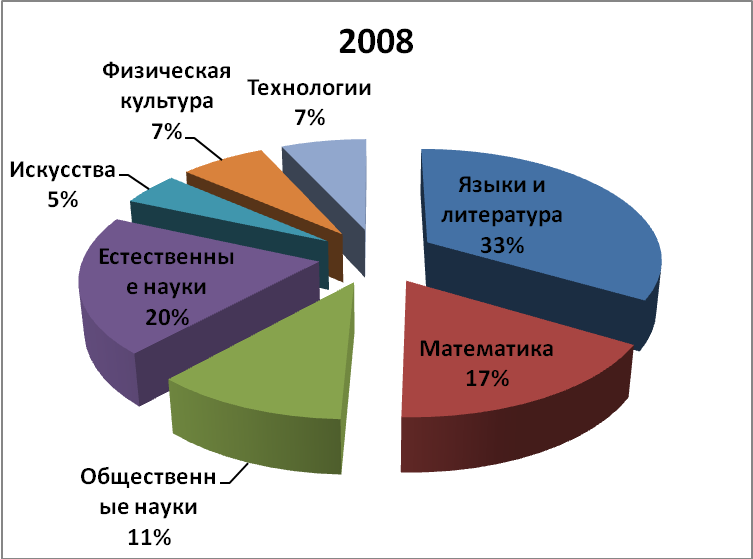 2008
Физическая
культура
7%
Технологии
7%
Искусства
5%
Языки и
литература
33%
Естественны
е науки
20%
Математика
17%
Общественн
ые науки
11%